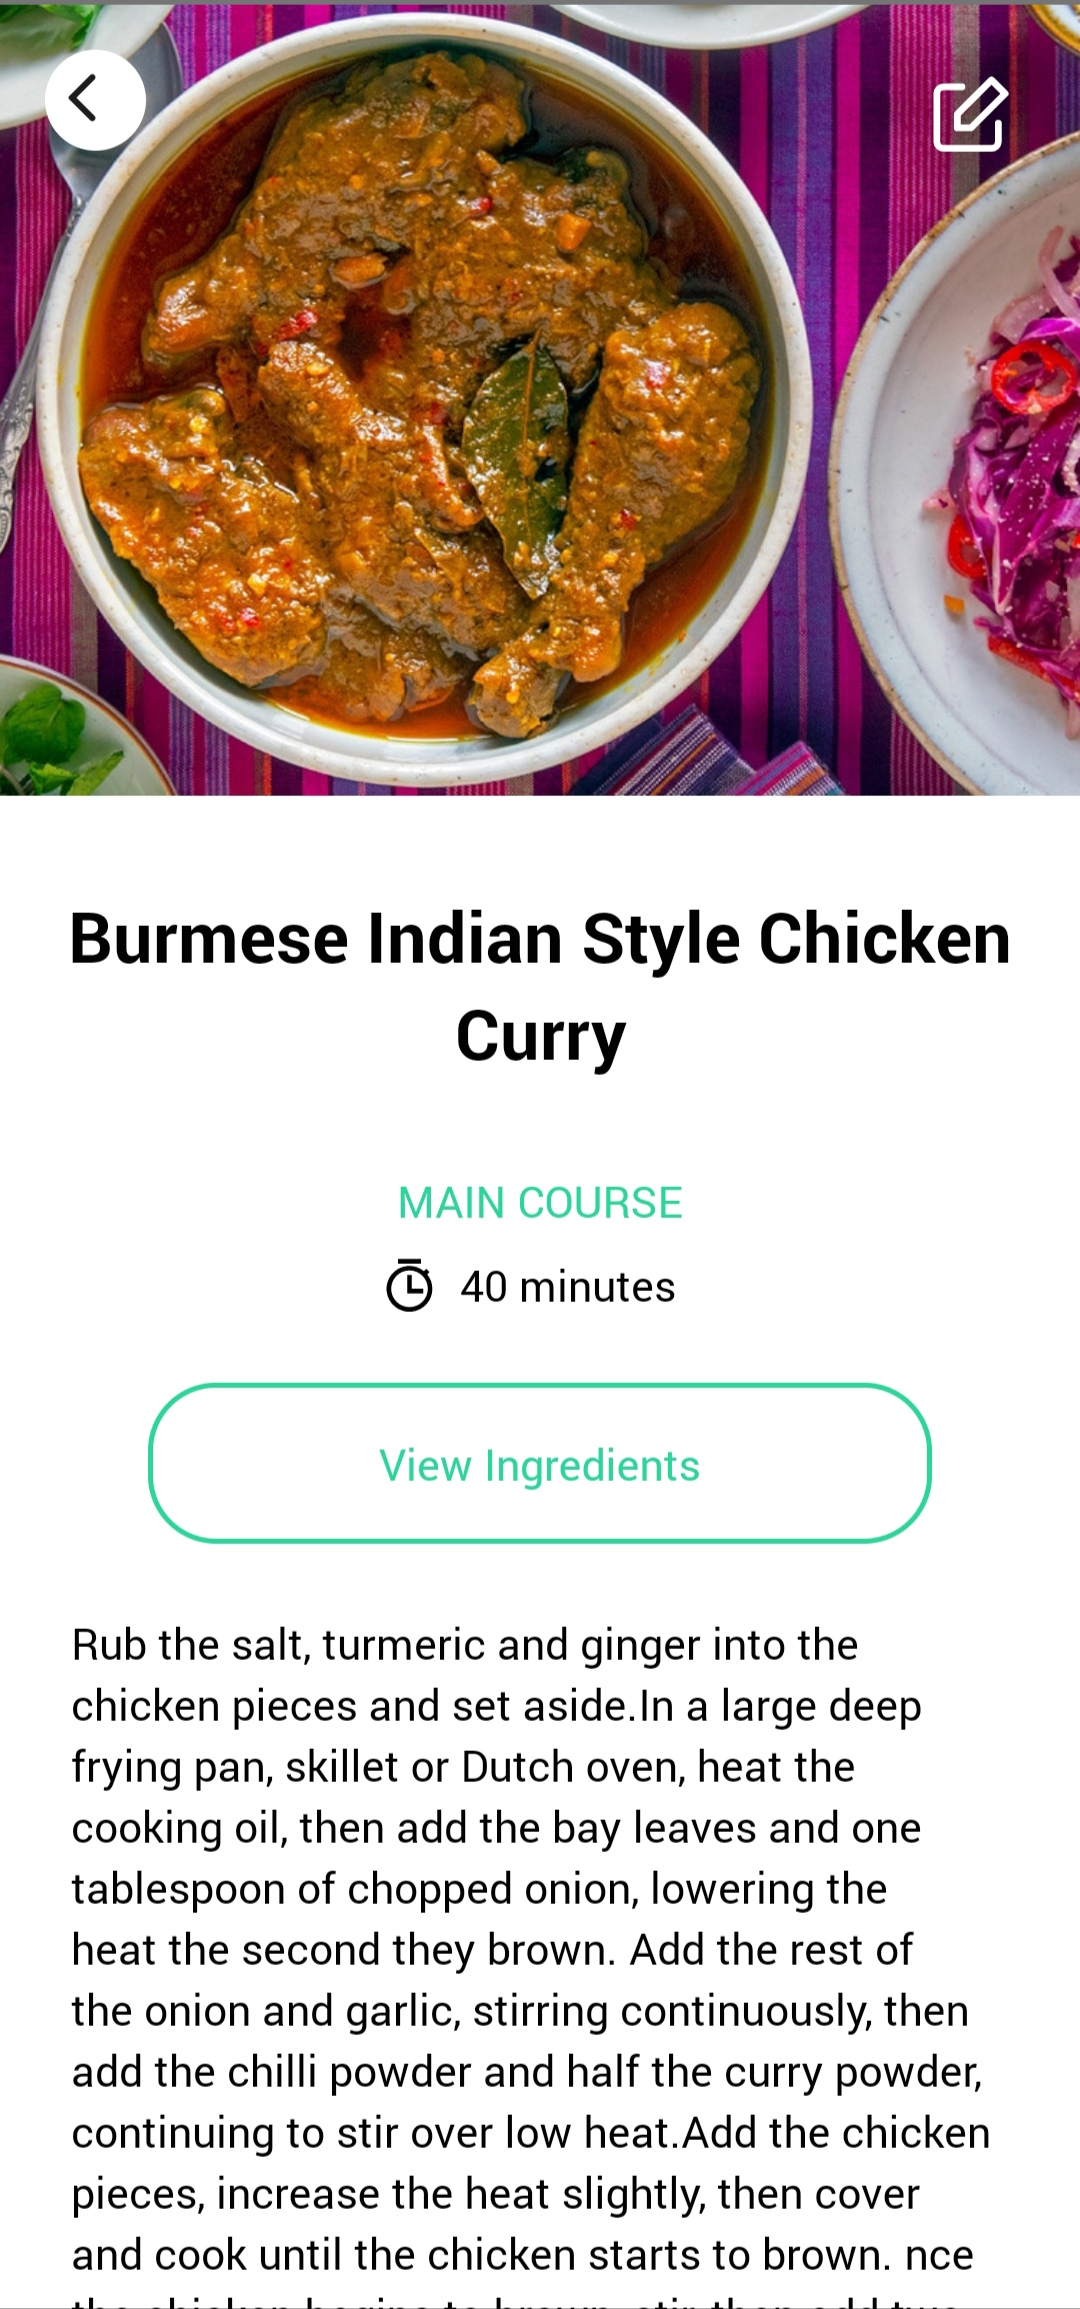 Burmese Indian Style Chicken
Curry
MAIN COURSE
40 minutes
View Ingredients
Rub the salt, turmeric and ginger into the
chicken pieces and set aside.In a large deep
frying pan, skillet or Dutch oven, heat the
cooking oil, then add the bay leaves and one
tablespoon of chopped onion, lowering the
heat the second they brown. Add the rest of
the onion and garlic, stirring continuously, then
add the chilli powder and half the curry powder,
continuing to stir over low heat.Add the chicken
pieces, increase the heat slightly, then cover
and cook until the chicken starts to brown. nce